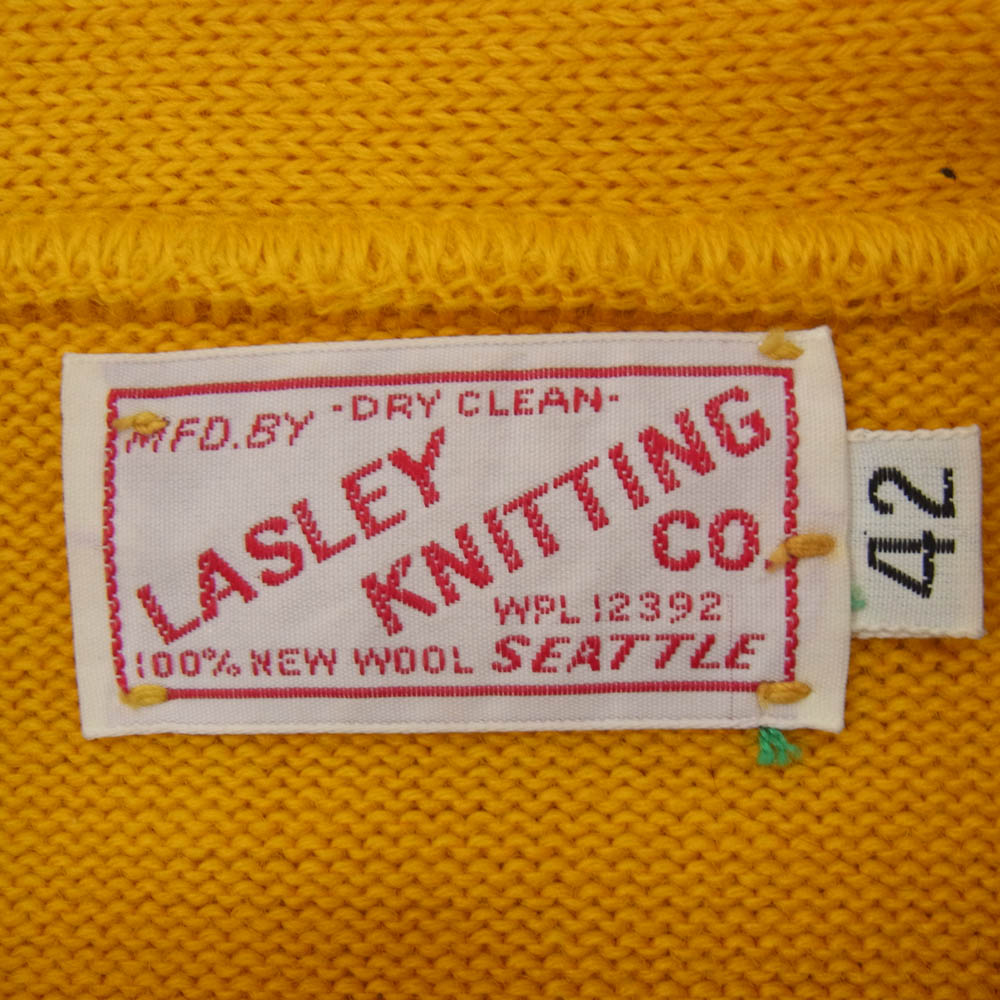 -DRY CLEAN-
MFD.BY
LASLEY
KNITTING
CO.
WPL 12392
100% NEW WOOL SEATTLE
42